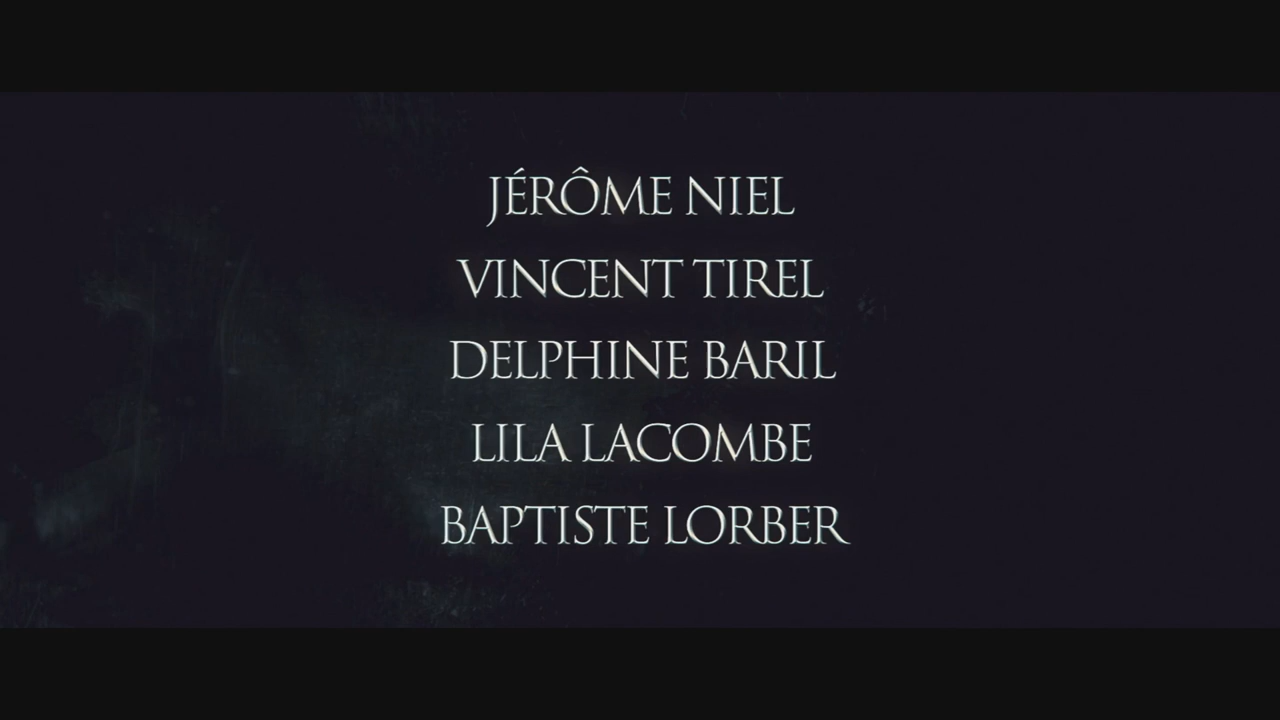 JÉRÔME NIEL
VINCENT TIREL
DELPHINE BARIL
LILA LACOMBE
BAPTISTE LORBER